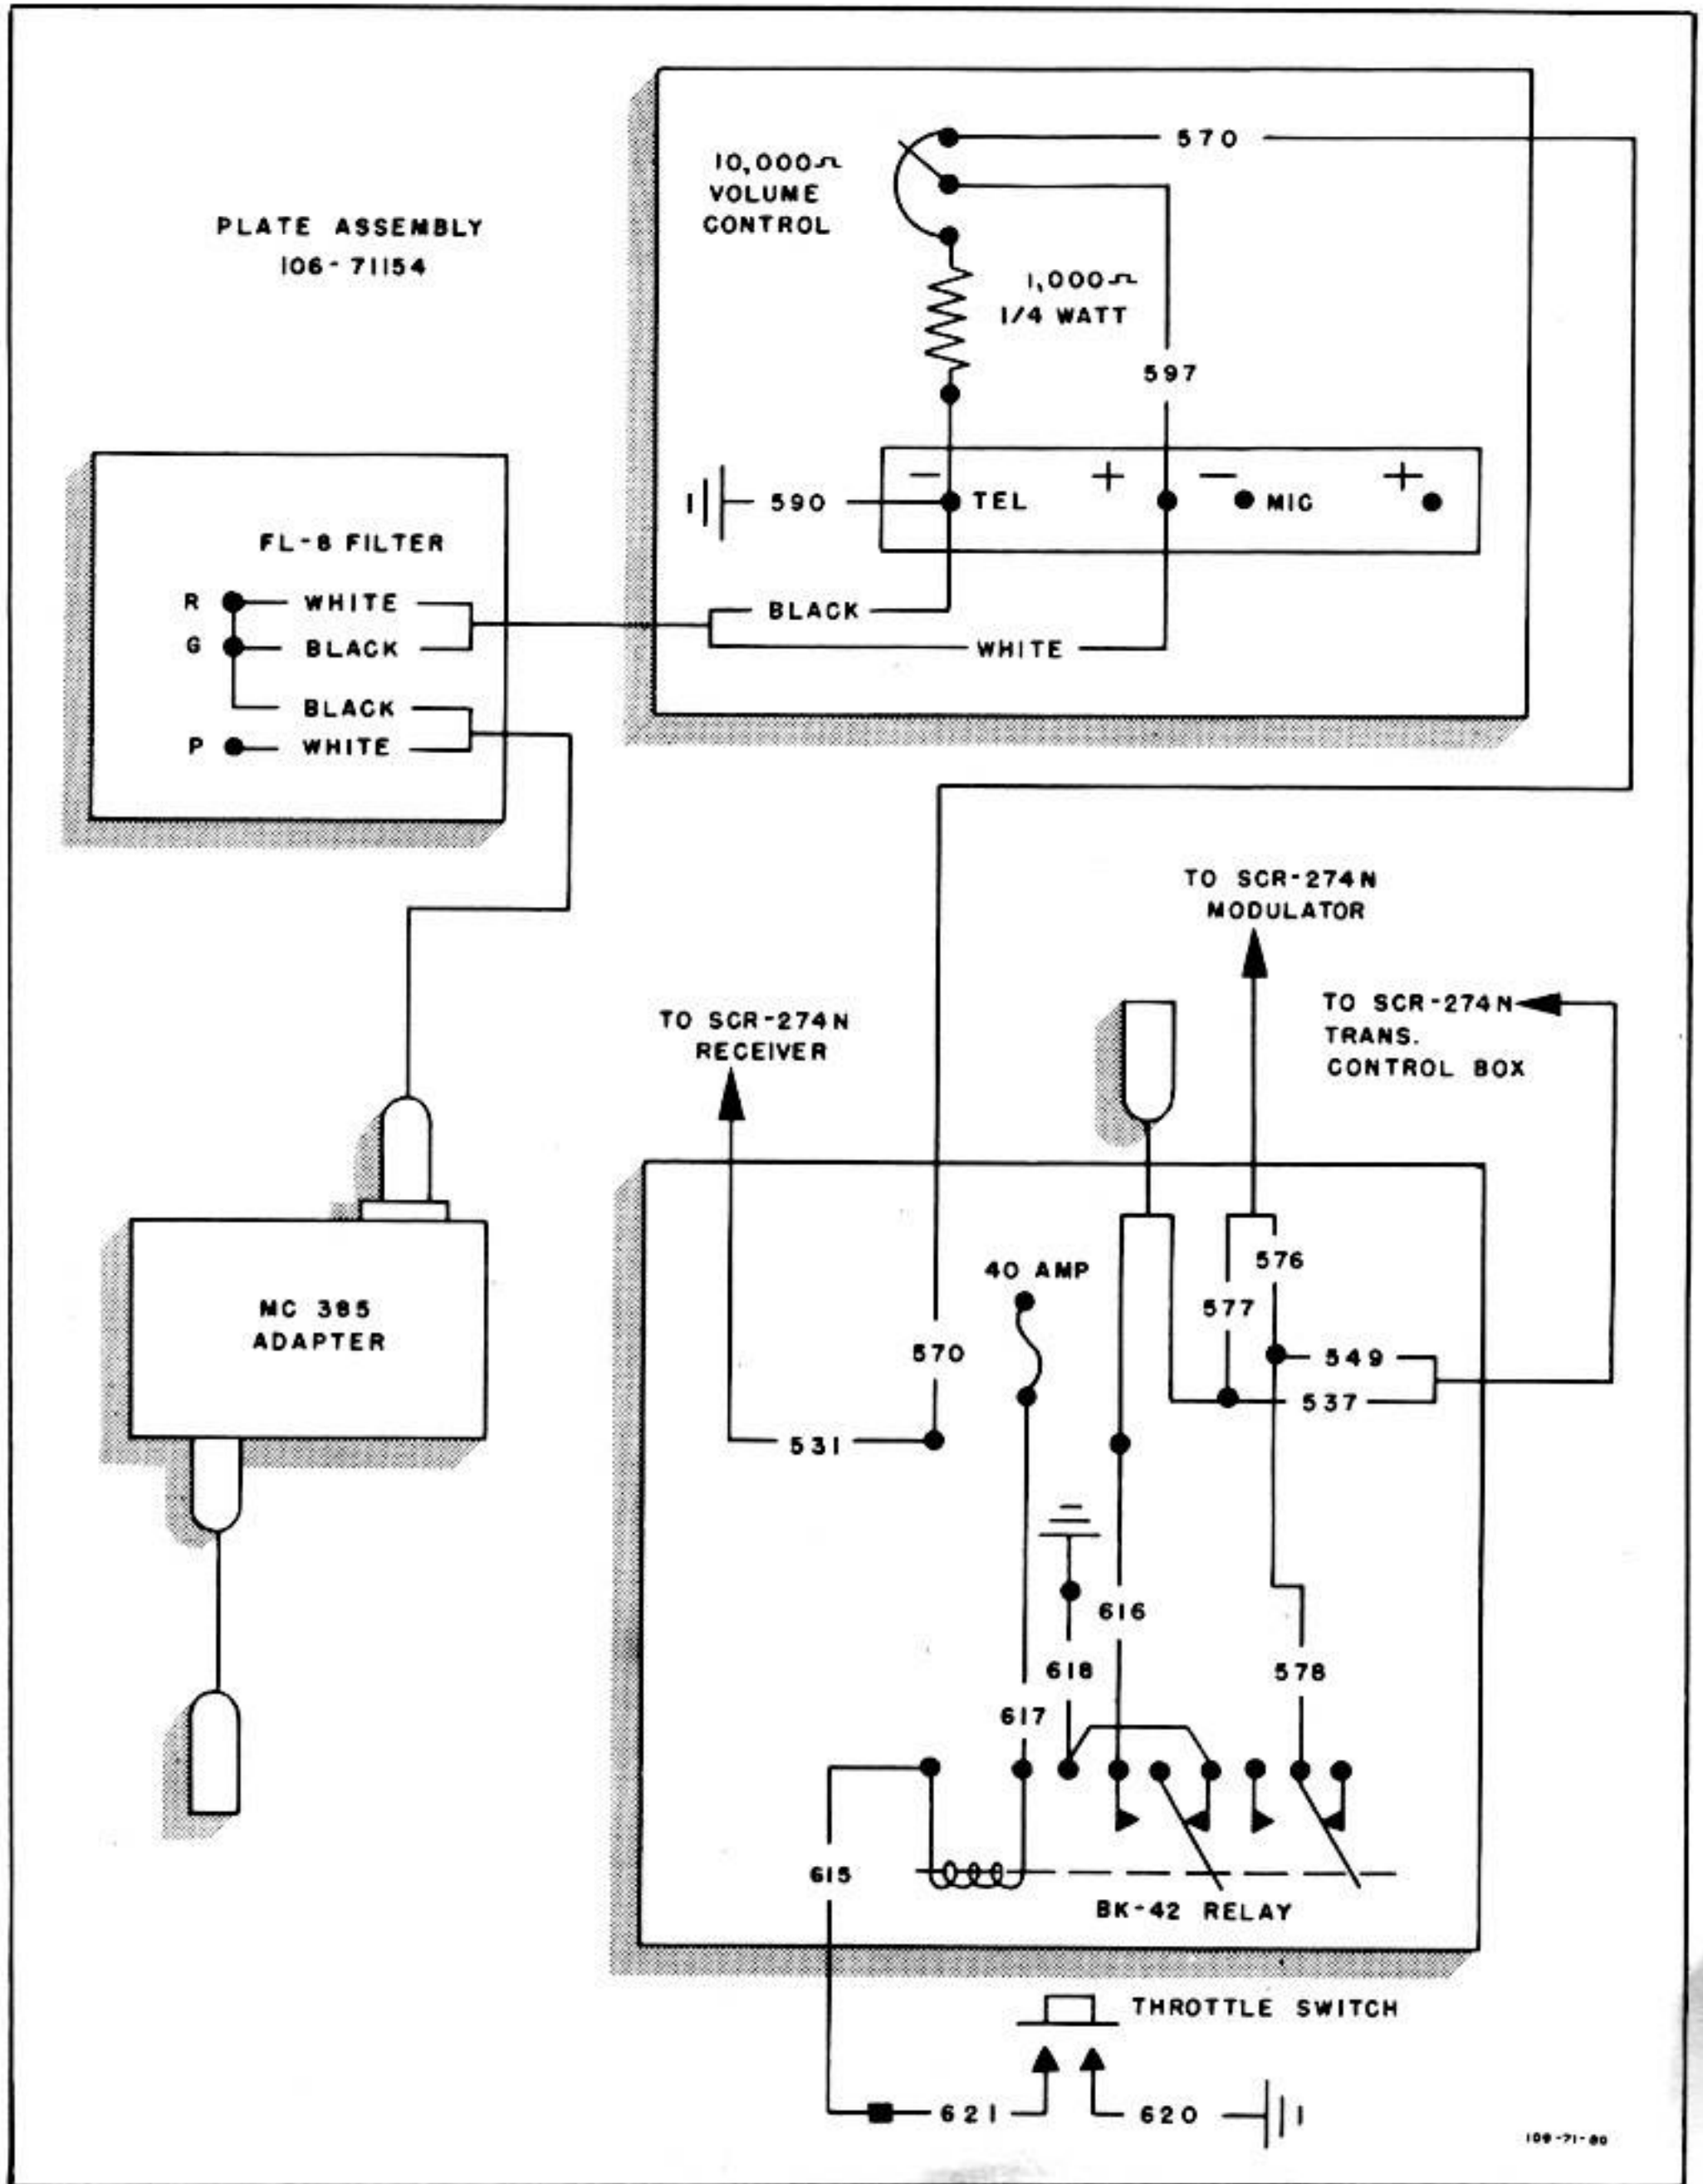 PLATE ASSEMBLY
106-71154
10,000Ω
VOLUME
CONTROL
570
1,000Ω
1/4 WATT
597
590
- TEL + - MIC +
BLACK
WHITE
FL-8 FILTER
R WHITE
G BLACK
BLACK
P WHITE
TO SCR-274N
MODULATOR
TO SCR-274N
RECEIVER
TO SCR-274N
TRANS.
CONTROL BOX
MC 385
ADAPTER
40 AMP
576
577
570
549
537
531
616
618
578
617
615
BK-42 RELAY
THROTTLE SWITCH
621
620
109-71-80